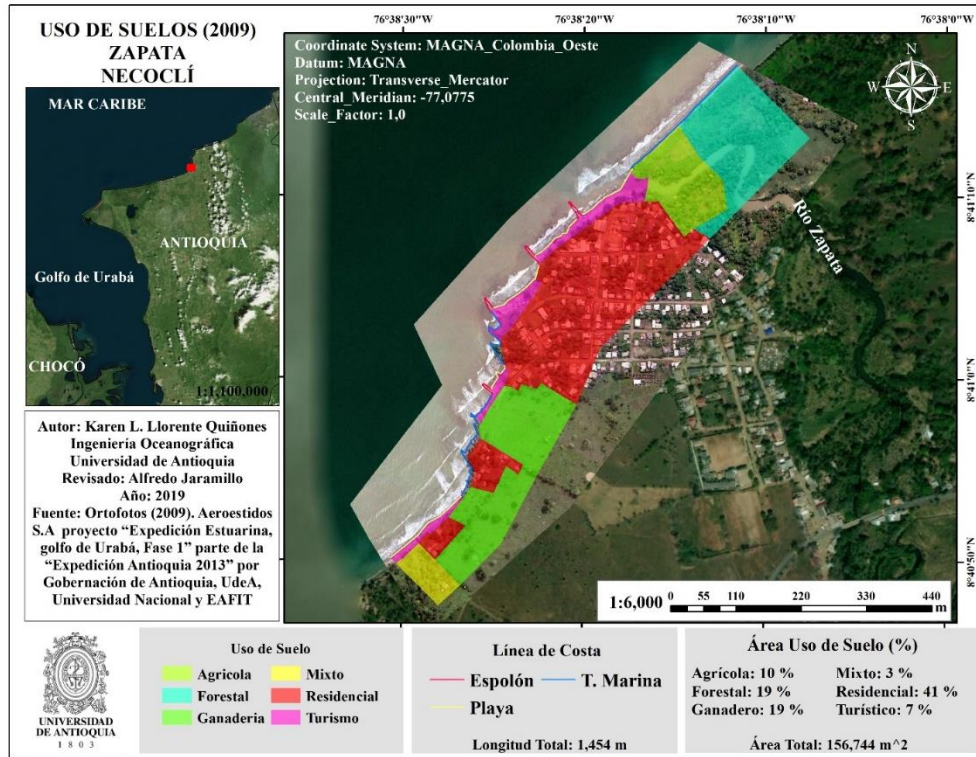 USO DE SUELOS (2009)
ZAPATA
NECOCLÍ
MAR CARIBE
ANTIOQUIA
Golfo de Urabá
CHOCÓ
1:1,100,000
Autor: Karen L. Llorente Quiñones
Ingeniería Oceanográfica
Universidad de Antioquia
Revisado: Alfredo Jaramillo
Año: 2019
Fuente: Ortofotos (2009). Aeroestidos
S.A proyecto “Expedición Estuarina,
golfo de Urabá, Fase 1” parte de la
“Expedición Antioquia 2013” por
Gobernación de Antioquia, UdeA,
Universidad Nacional y EAFIT
76°38'30"W
76°38'20"W
76°38'10"W
76°38'0"W
Coordinate System: MAGNA_Colombia_Oeste
Datum: MAGNA
Projection: Transverse_Mercator
Central_Meridian: -77,0775
Scale_Factor: 1,0
N
W E
S
8°41'10"N
8°41'0"N
8°40'50"N
Río Zapata
1:6,000
0 55 110 220 330 440
m
UNIVERSIDAD
DE ANTIOQUIA
1 8 0 3
Uso de Suelo
Agricola
Forestal
Ganaderia
Mixto
Residencial
Turismo
Línea de Costa
Espolón
T. Marina
Playa
Longitud Total: 1,454 m
Área Uso de Suelo (%)
Agrícola: 10 %
Forestal: 19 %
Ganadero: 19 %
Mixto: 3 %
Residencial: 41 %
Turístico: 7 %
Área Total: 156,744 m^2